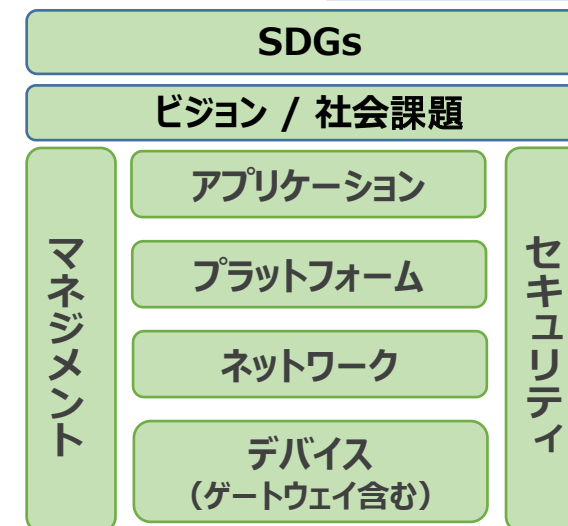 SDGs
ビジョン / 社会課題
マネジメント
アプリケーション
プラットフォーム
ネットワーク
デバイス
（ゲートウェイ含む）
セキュリティ